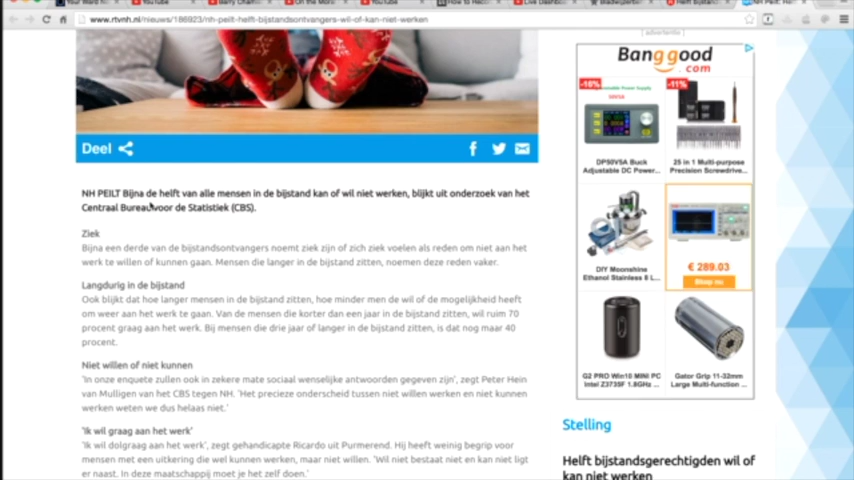 YouTube
YouTube
YouTube
www.rtvnh.nl/nieuws/186923/nh-peilt-helft-bijstandsontvangers-wil-of-kan-niet-werken
[ advertentie ]
Banggood
.com
Deel
-16%
-11%
DP50V5A Buck
Adjustable DC Power...
25 in 1 Multi-purpose
Precision Screwdrive...
DIY Moonshine
Ethanol Stainless 8 L...
€ 289.03
Shop nu
G2 PRO Win10 MINI PC
Intel Z3735F 1.8GHz ...
Gator Grip 11-32mm
Large Multi-function ...
NH PEILT Bijna de helft van alle mensen in de bijstand kan of wil niet werken, blijkt uit onderzoek van het
Centraal Bureau voor de Statistiek (CBS).
Ziek
Bijna een derde van de bijstandsontvangers noemt ziek zijn of zich ziek voelen als reden om niet aan het
werk te willen of kunnen gaan. Mensen die langer in de bijstand zitten, noemen deze reden vaker.
Langdurig in de bijstand
Ook blijkt dat hoe langer mensen in de bijstand zitten, hoe minder men de wil of de mogelijkheid heeft
om weer aan het werk te gaan. Van de mensen die korter dan een jaar in de bijstand zitten, wil ruim 70
procent graag aan het werk. Bij mensen die drie jaar of langer in de bijstand zitten, is dat nog maar 40
procent.
Niet willen of niet kunnen
'In onze enquete zullen ook in zekere mate sociaal wenselijke antwoorden gegeven zijn', zegt Peter Hein
van Mulligen van het CBS tegen NH. 'Het precieze onderscheid tussen niet willen werken en niet kunnen
werken weten we dus helaas niet.'
'Ik wil graag aan het werk'
'Ik wil dolgraag aan het werk', zegt gehandicapte Ricardo uit Purmerend. Hij heeft weinig begrip voor
mensen met een uitkering die wel kunnen werken, maar niet willen. 'Wil niet bestaat niet en kan niet ligt
er naast. In deze maatschappij moet je het zelf doen.'
Stelling
Helft bijstandsgerechtigden wil of
kan niet werken